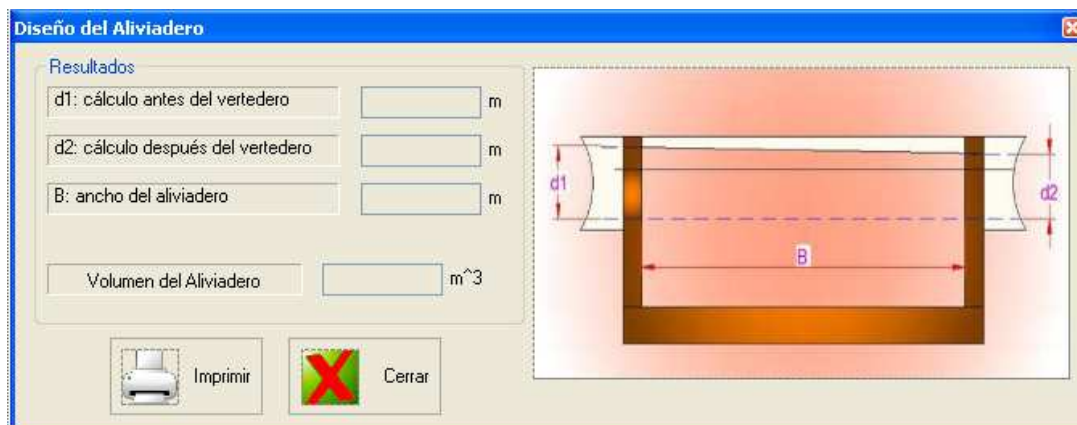 Diseño del Aliviadero
Resultados
d1: cálculo antes del vertedero
m
d2: cálculo después del vertedero
m
B: ancho del aliviadero
m
Volumen del Aliviadero
m^3
Imprimir
Cerrar
d1
d2
B